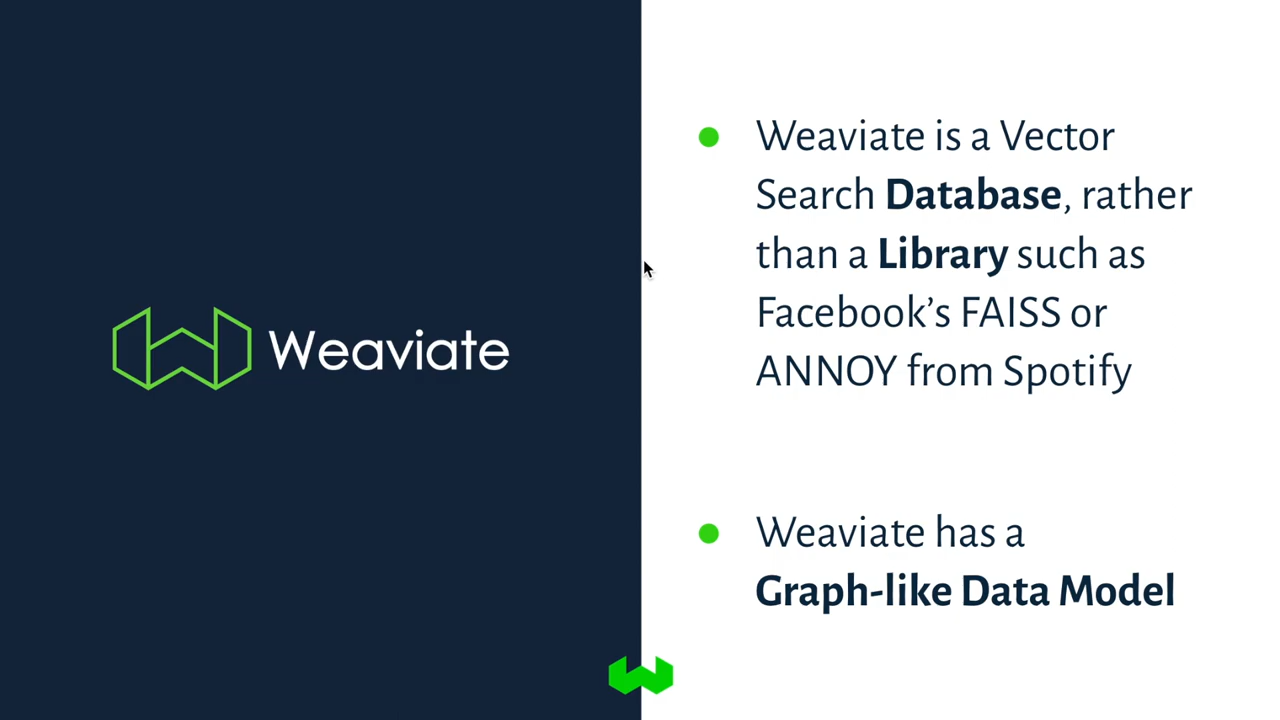 Weaviate
Weaviate is a Vector
Search Database, rather
than a Library such as
Facebook’s FAISS or
ANNOY from Spotify
Weaviate has a
Graph-like Data Model